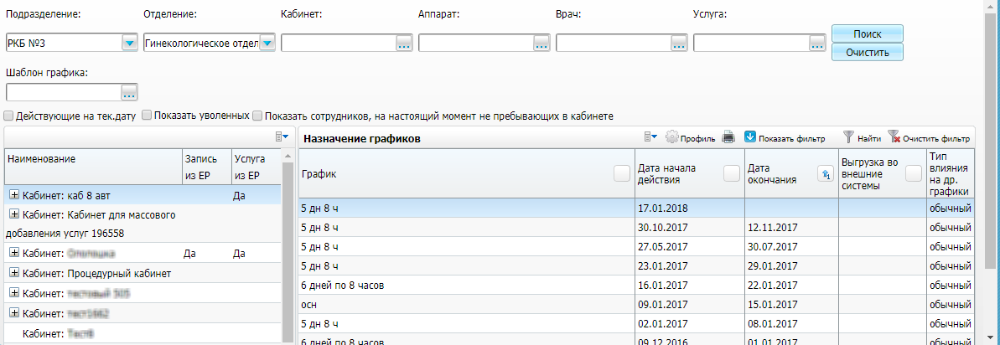 Подразделение: Отделение: Кабинет: Аппарат: Врач: Услуга:
РКБ №3 Гинекологическое отдел ... ... ... ... Поиск
Очистить
Шаблон графика:
...
Действующие на тек.дату Показать уволенных Показать сотрудников, на настоящий момент не пребывающих в кабинете
Назначение графиков Профиль Показать фильтр Найти Очистить фильтр
Наименование Запись из ЕР Услуга из ЕР
Кабинет: каб 8 авт Да
Кабинет: Кабинет для массового
добавления услуг 196558
Кабинет: Да Да
Кабинет: Процедурный кабинет
Кабинет:
Кабинет:
Кабинет:
График Дата начала действия Дата окончания 1 Выгрузка во внешние системы Тип влияния на др. графики
5 дн 8 ч 17.01.2018 обычный
5 дн 8 ч 30.10.2017 12.11.2017 обычный
5 дн 8 ч 27.05.2017 30.07.2017 обычный
5 дн 8 ч 23.01.2017 29.01.2017 обычный
6 дней по 8 часов 16.01.2017 22.01.2017 обычный
осн 09.01.2017 15.01.2017 обычный
5 дн 8 ч 02.01.2017 08.01.2017 обычный
6 дней по 8 часов 09.12.2016 01.01.2017 обычный